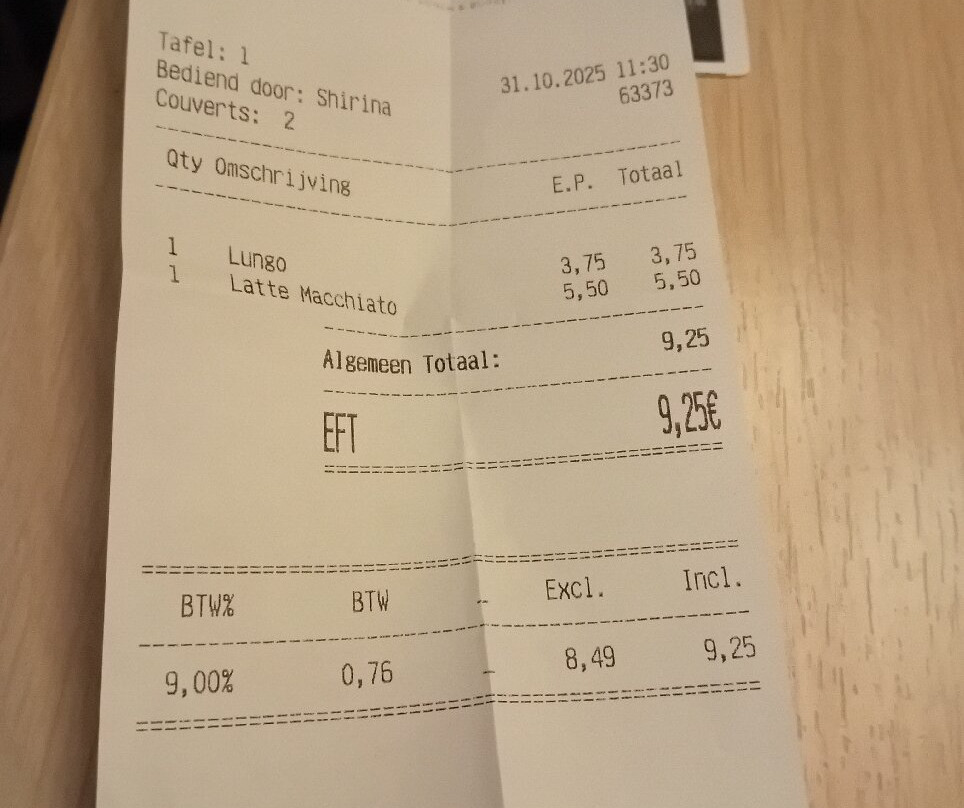 Tafel: 1
Bediend door: Shirina 31.10.2025 11:30
Couverts: 2 63373
Qty Omschrijving E.P. Totaal
1 Lungo 3,75 3,75
1 Latte Macchiato 5,50 5,50
Algemeen Totaal: 9,25
EFT 9,25€
BTW% BTW - Excl. Incl.
9,00% 0,76 - 8,49 9,25